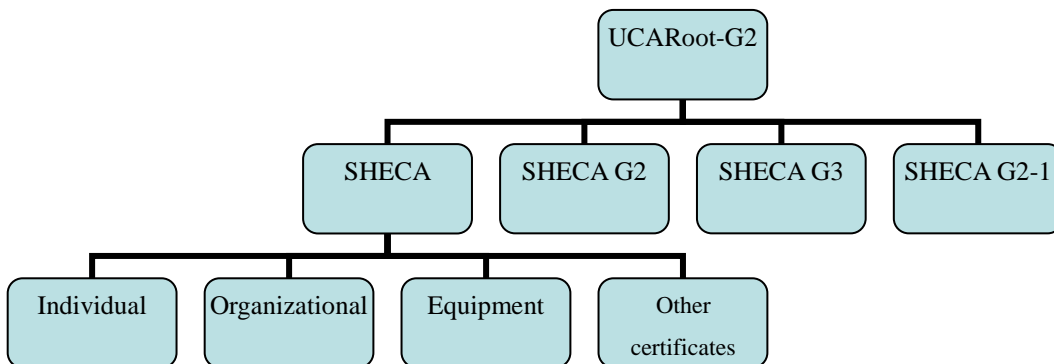 UCARoot-G2
SHECA
SHECA G2
SHECA G3
SHECA G2-1
Individual
Organizational
Equipment
Other
certificates